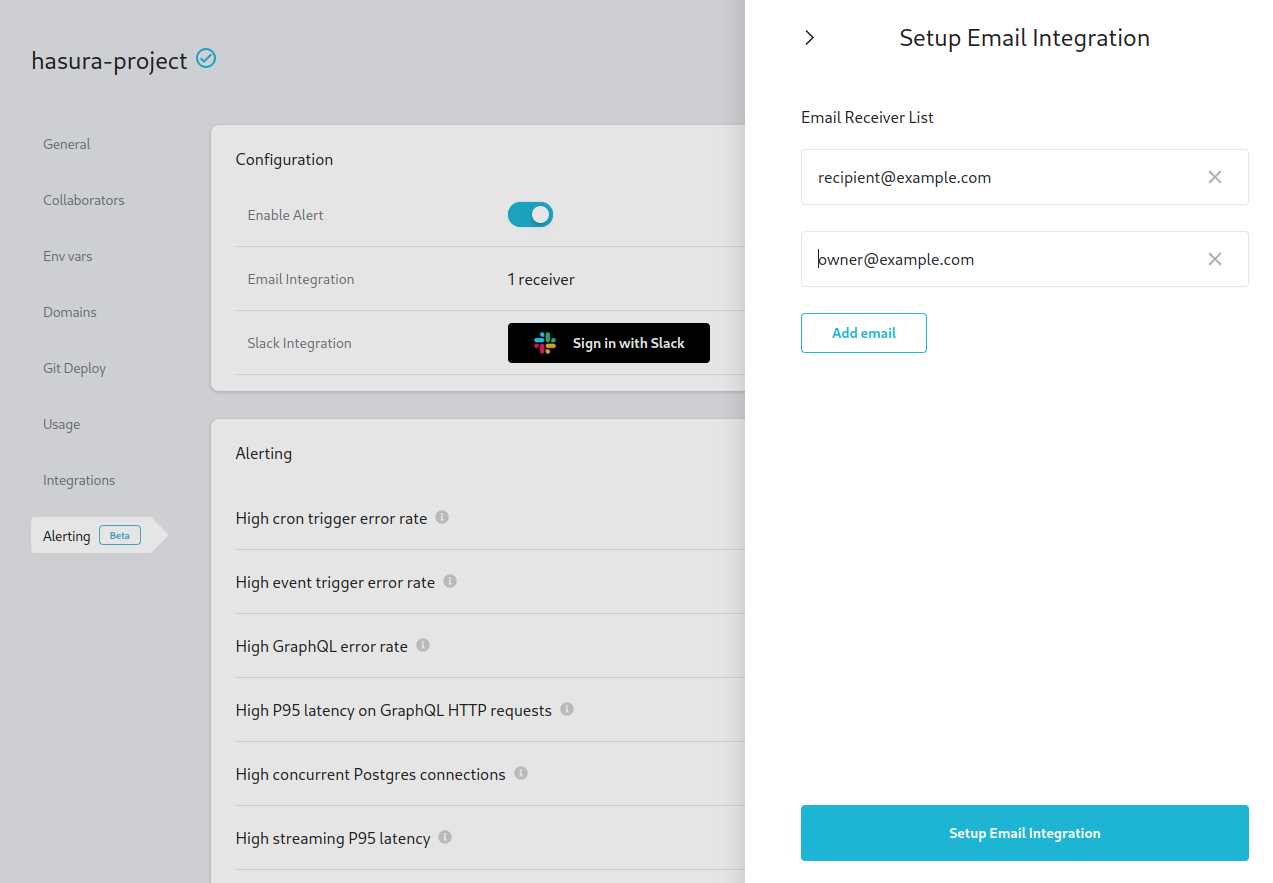 hasura-project
General
Collaborators
Env vars
Domains
Git Deploy
Usage
Integrations
Alerting Beta
Configuration
Enable Alert
Email Integration 1 receiver
Slack Integration Sign in with Slack
Alerting
High cron trigger error rate
High event trigger error rate
High GraphQL error rate
High P95 latency on GraphQL HTTP requests
High concurrent Postgres connections
High streaming P95 latency
Setup Email Integration
Email Receiver List
recipient@example.com
owner@example.com
Add email
Setup Email Integration